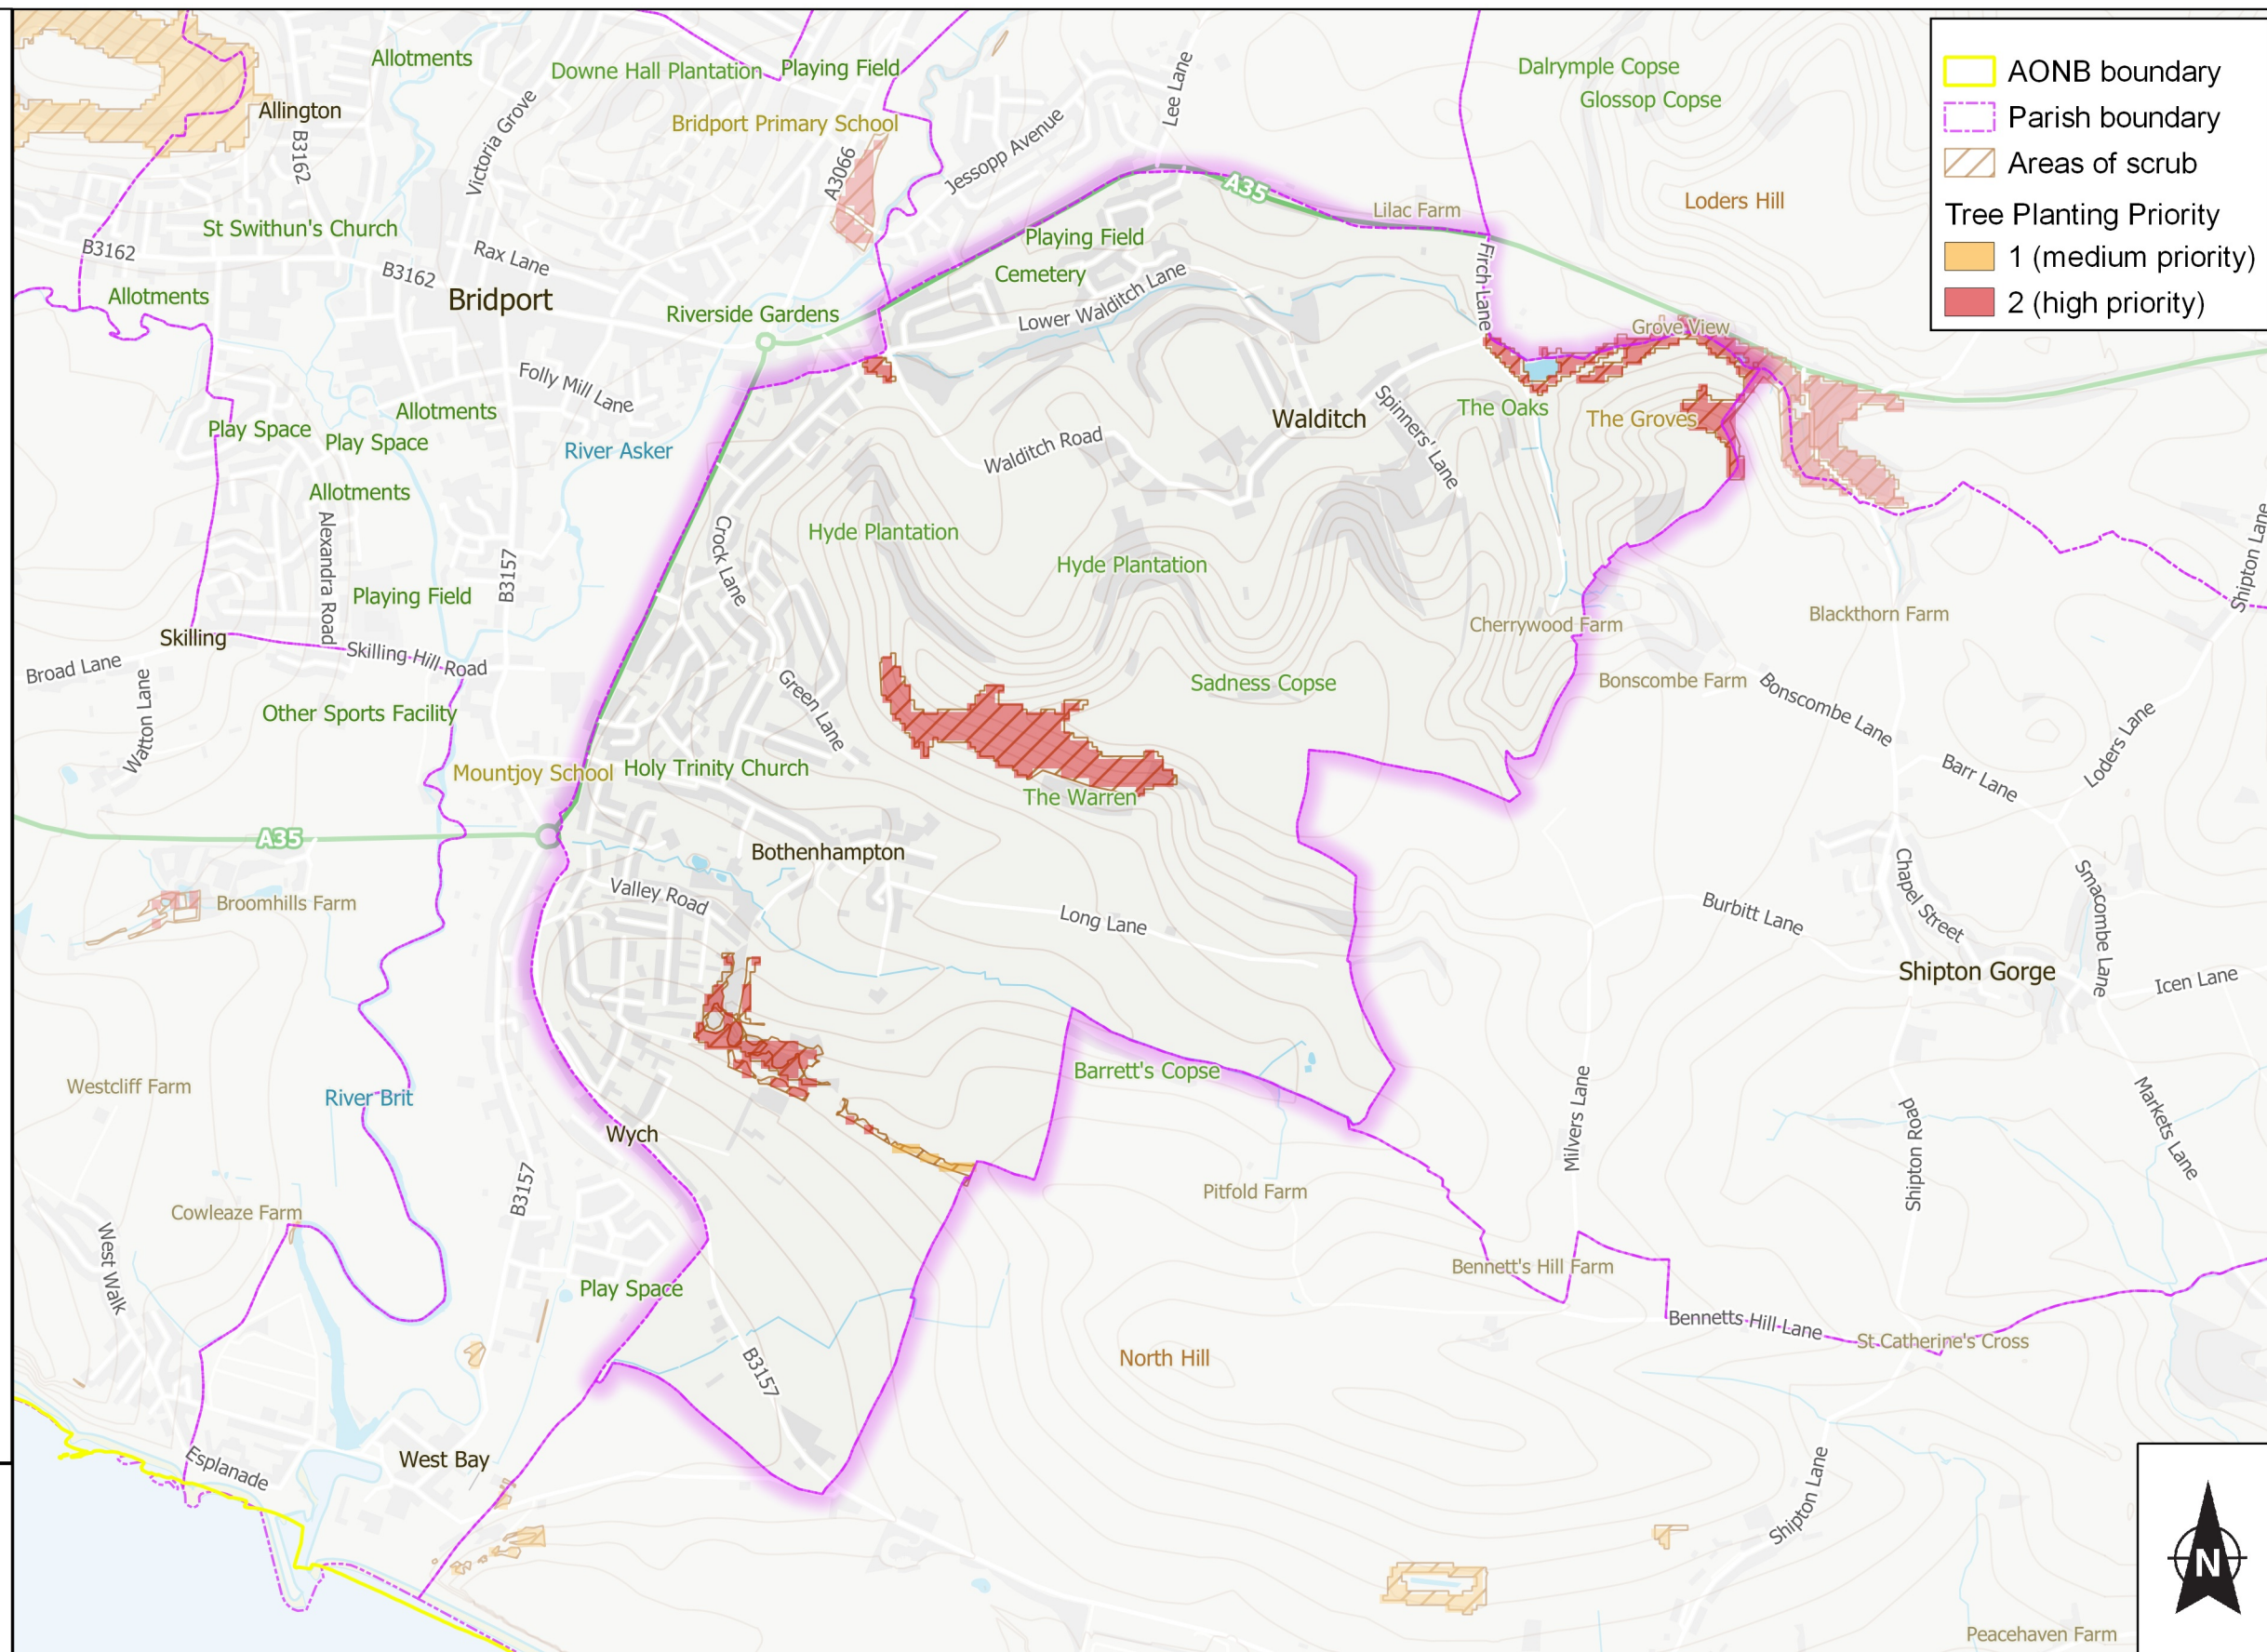 AONB boundary
Parish boundary
Areas of scrub
Tree Planting Priority
1 (medium priority)
2 (high priority)
Allotments
Downe Hall Plantation
Playing Field
Lee Lane
Dalrymple Copse
Glossop Copse
Allington
B3162
Victoria Grove
Bridport Primary School
A3066
Jessopp Avenue
A35
Lilac Farm
Loders Hill
St Swithun's Church
B3162
Rax Lane
B3162
Playing Field
Cemetery
Lower Walditch Lane
Firch Lane
Allotments
Bridport
Riverside Gardens
Grove View
Folly Mill Lane
Allotments
Play Space
Play Space
River Asker
Walditch
Walditch Road
Spinners' Lane
The Oaks
The Groves
Allotments
Alexandra Road
B3157
Crock Lane
Hyde Plantation
Hyde Plantation
Shipton Lane
Playing Field
Skilling
Skilling Hill Road
Broad Lane
Watton Lane
Cherrywood Farm
Blackthorn Farm
Green Lane
Sadness Copse
Bonscombe Farm
Bonscombe Lane
Loders Lane
Barr Lane
Other Sports Facility
Mountjoy School
Holy Trinity Church
The Warren
A35
Bothenhampton
Valley Road
Long Lane
Broomhills Farm
Burbitt Lane
Chapel Street
Smacombe Lane
Shipton Gorge
Icen Lane
Westcliff Farm
River Brit
Barrett's Copse
Wych
Milvers Lane
Shipton Road
Markets Lane
B3157
Pitfold Farm
Cowleaze Farm
West Walk
Play Space
Bennett's Hill Farm
Bennetts Hill Lane
St Catherine's Cross
B3157
North Hill
West Bay
Esplanade
Shipton Lane
Peacehaven Farm
N